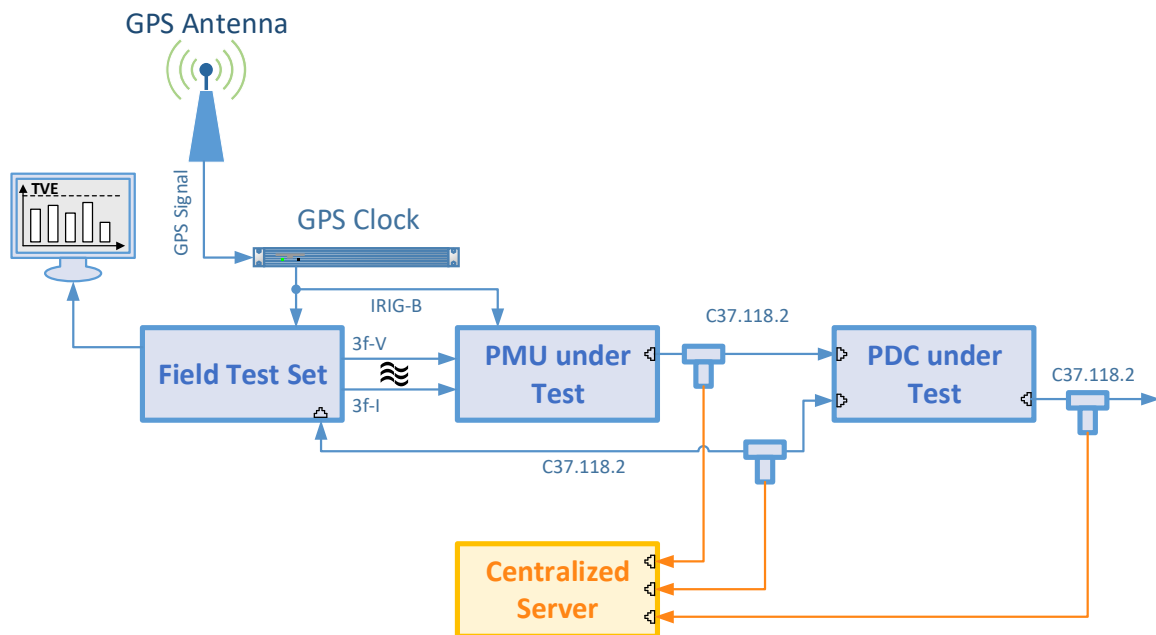 GPS Antenna
TVE
GPS Signal
GPS Clock
IRIG-B
C37.118.2
3f-V
Field Test Set
PMU under
Test
PDC under
Test
C37.118.2
3f-I
C37.118.2
Centralized
Server